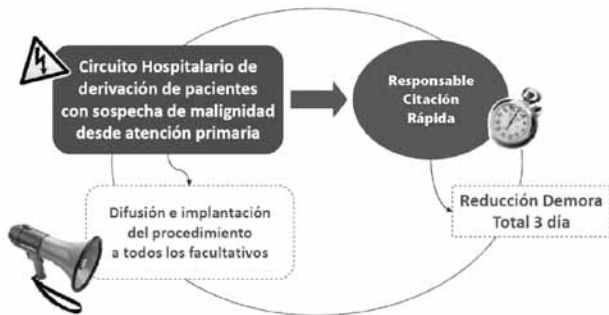 Circuito Hospitalario de
derivación de pacientes
con sospecha de malignidad
desde atención primaria
Responsable
Citación
Rápida
Difusión e implantación
del procedimiento
a todos los facultativos
Reducción Demora
Total 3 día